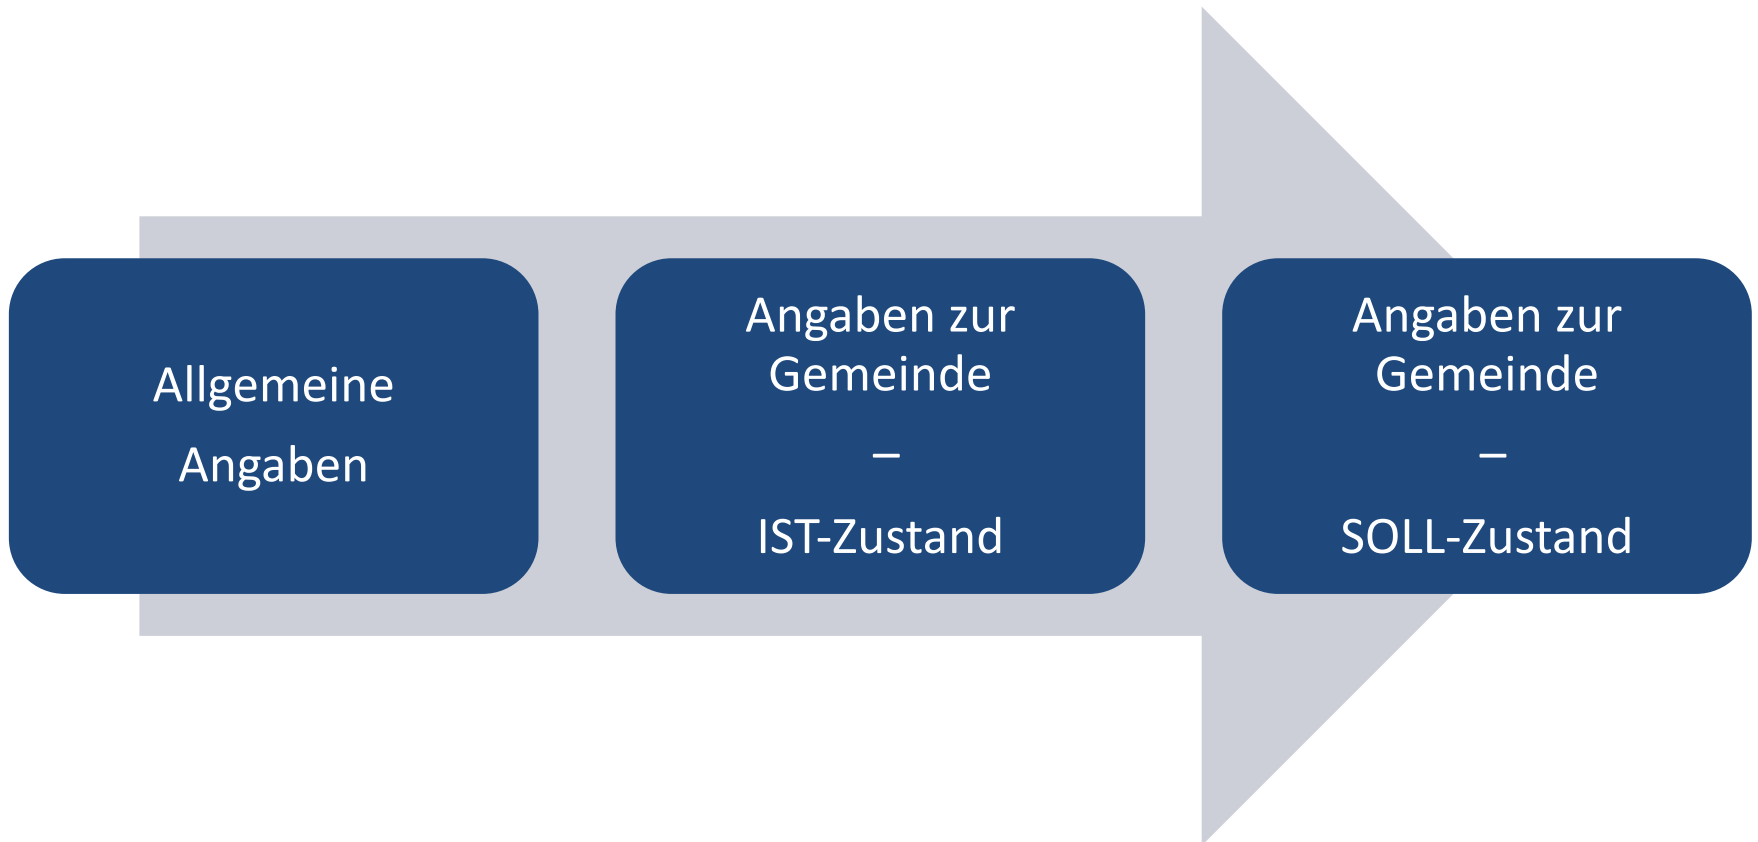 Allgemeine
Angaben
Angaben zur
Gemeinde
–
IST-Zustand
Angaben zur
Gemeinde
–
SOLL-Zustand